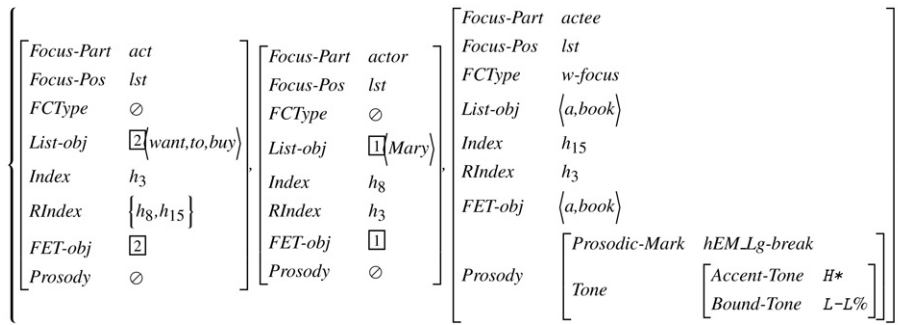 Focus-Part act
Focus-Pos lst
FCType ⊘
List-obj 2⟨want,to,buy⟩
Index h3
RIndex {h8,h15}
FET-obj 2
Prosody ⊘
,
Focus-Part actor
Focus-Pos lst
FCType ⊘
List-obj 1⟨Mary⟩
Index h8
RIndex h3
FET-obj 1
Prosody ⊘
,
Focus-Part actee
Focus-Pos lst
FCType w-focus
List-obj ⟨a,book⟩
Index h15
RIndex h3
FET-obj ⟨a,book⟩
Prosody
Prosodic-Mark hEM_Lg-break
Tone
Accent-Tone H*
Bound-Tone L-L%